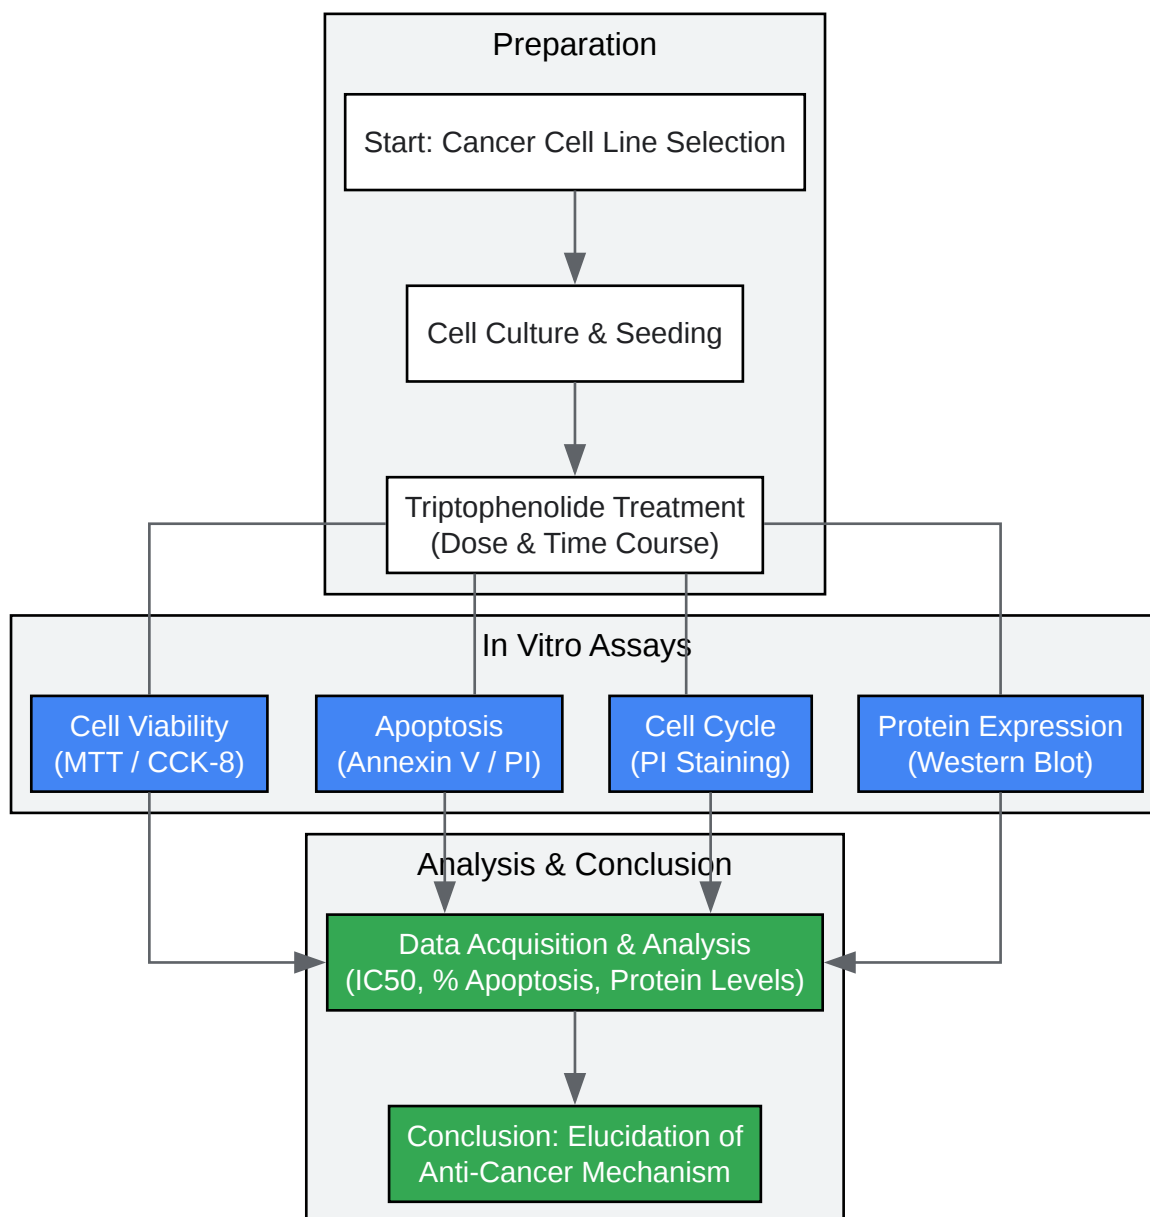 Preparation
Start: Cancer Cell Line Selection
Cell Culture & Seeding
Triptophenolide Treatment
(Dose & Time Course)
In Vitro Assays
Cell Viability
(MTT / CCK-8)
Apoptosis
(Annexin V / PI)
Cell Cycle
(PI Staining)
Protein Expression
(Western Blot)
Analysis & Conclusion
Data Acquisition & Analysis
(IC50, % Apoptosis, Protein Levels)
Conclusion: Elucidation of
Anti-Cancer Mechanism